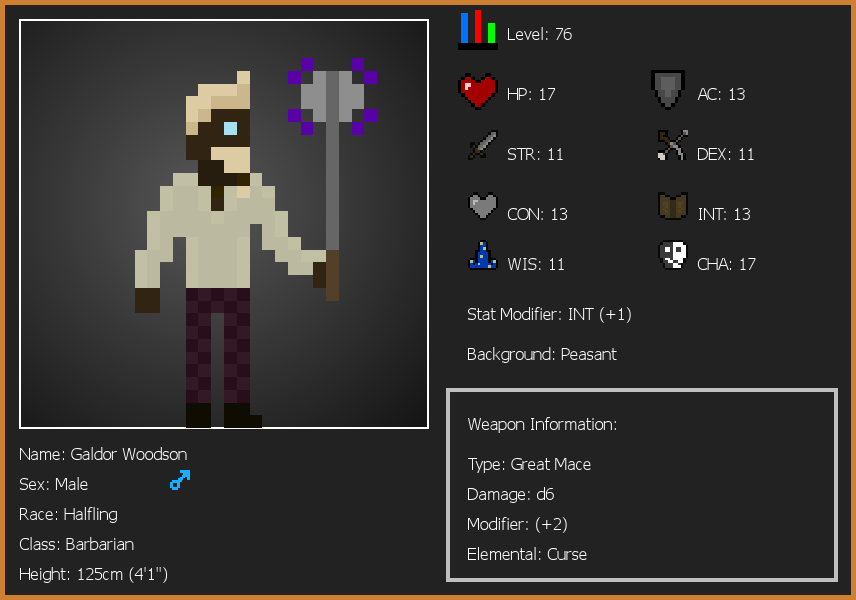 Level: 76
HP: 17
AC: 13
STR: 11
DEX: 11
CON: 13
INT: 13
WIS: 11
CHA: 17
Stat Modifier: INT (+1)
Background: Peasant
Weapon Information:
Type: Great Mace
Damage: d6
Modifier: (+2)
Elemental: Curse
Name: Galdor Woodson
Sex: Male
Race: Halfling
Class: Barbarian
Height: 125cm (4'1")